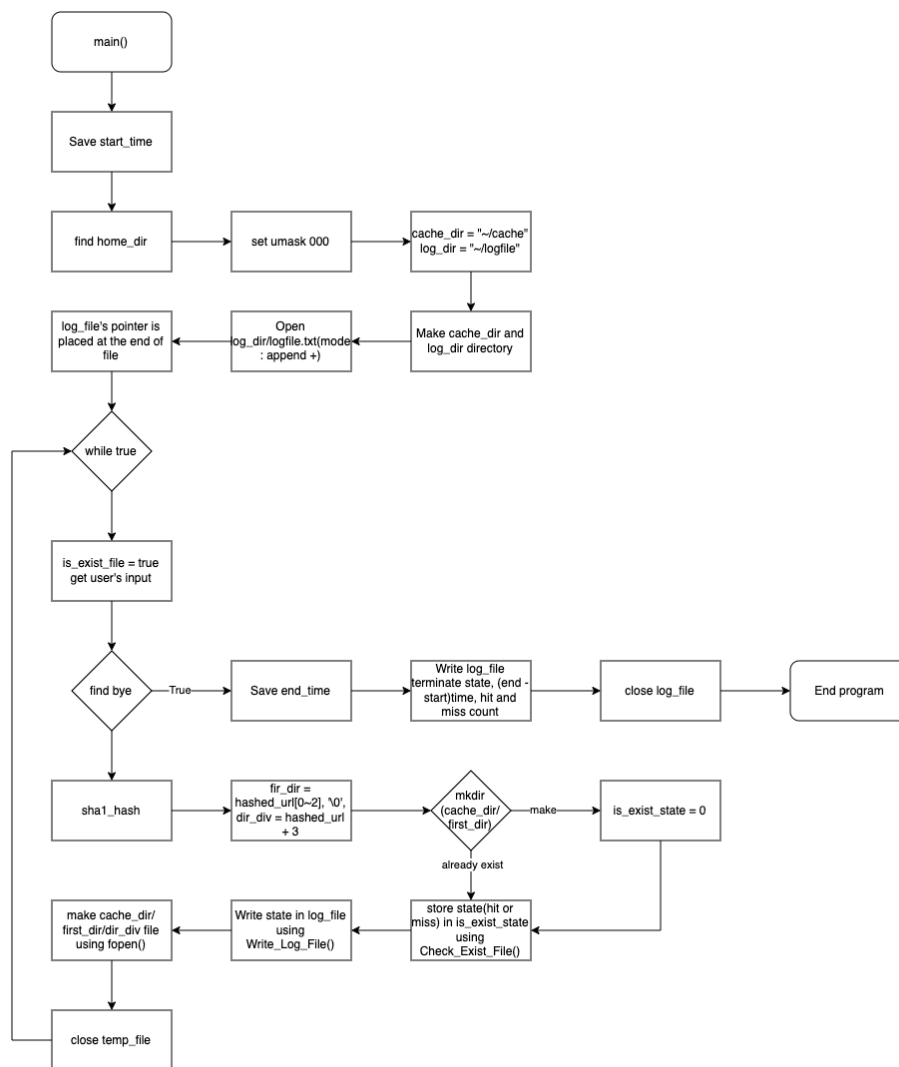 main()
Save start_time
find home_dir
set umask 000
cache_dir = "~/cache"
log_dir = "~/logfile"
log_file's pointer is
placed at the end of
file
Open
og_dir/logfile.txt(mode
: append +)
Make cache_dir and
log_dir directory
while true
is_exist_file = true
get user's input
find bye
True
Save end_time
Write log_file
terminate state, (end -
start)time, hit and
miss count
close log_file
End program
sha1_hash
fir_dir =
hashed_url[0~2], '\0',
dir_div = hashed_url
+ 3
mkdir
(cache_dir/
first_dir)
make
is_exist_state = 0
already exist
make cache_dir/
first_dir/dir_div file
using fopen()
Write state in log_file
using
Write_Log_File()
store state(hit or
miss) in is_exist_state
using
Check_Exist_File()
close temp_file